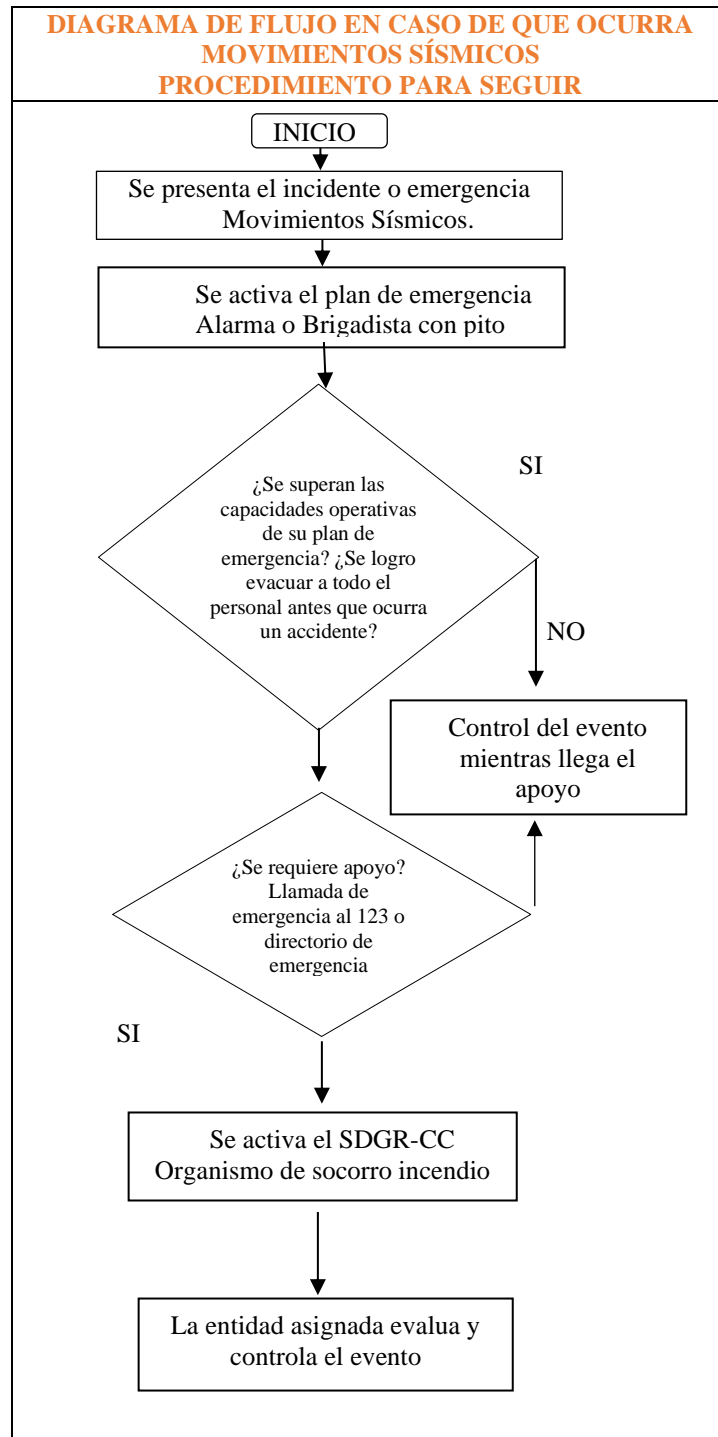 DIAGRAMA DE FLUJO EN CASO DE QUE OCURRA
MOVIMIENTOS SÍSMICOS
PROCEDIMIENTO PARA SEGUIR
INICIO
Se presenta el incidente o emergencia
Movimientos Sísmicos.
Se activa el plan de emergencia
Alarma o Brigadista con pito
SI
¿Se superan las
capacidades operativas
de su plan de
emergencia? ¿Se logro
evacuar a todo el
personal antes que ocurra
un accidente?
NO
Control del evento
mientras llega el
apoyo
¿Se requiere apoyo?
Llamada de
emergencia al 123 o
directorio de
emergencia
SI
Se activa el SDGR-CC
Organismo de socorro incendio
La entidad asignada evalua y
controla el evento